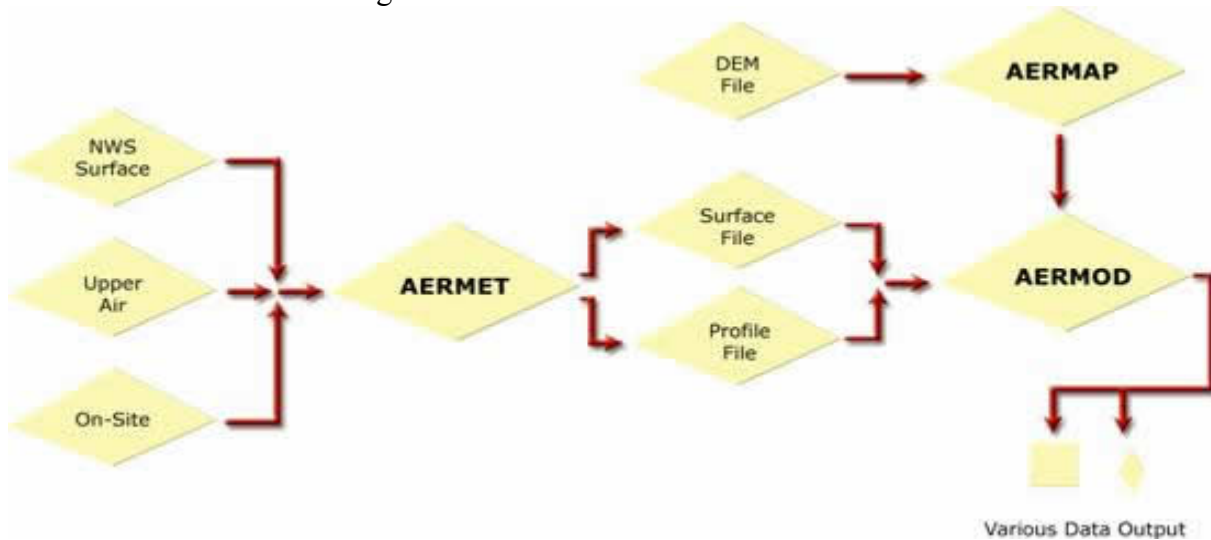 DEM
File
AERMAP
NWS
Surface
Surface
File
Upper
Air
AERMET
AERMOD
Profile
File
On-Site
Various Data Output